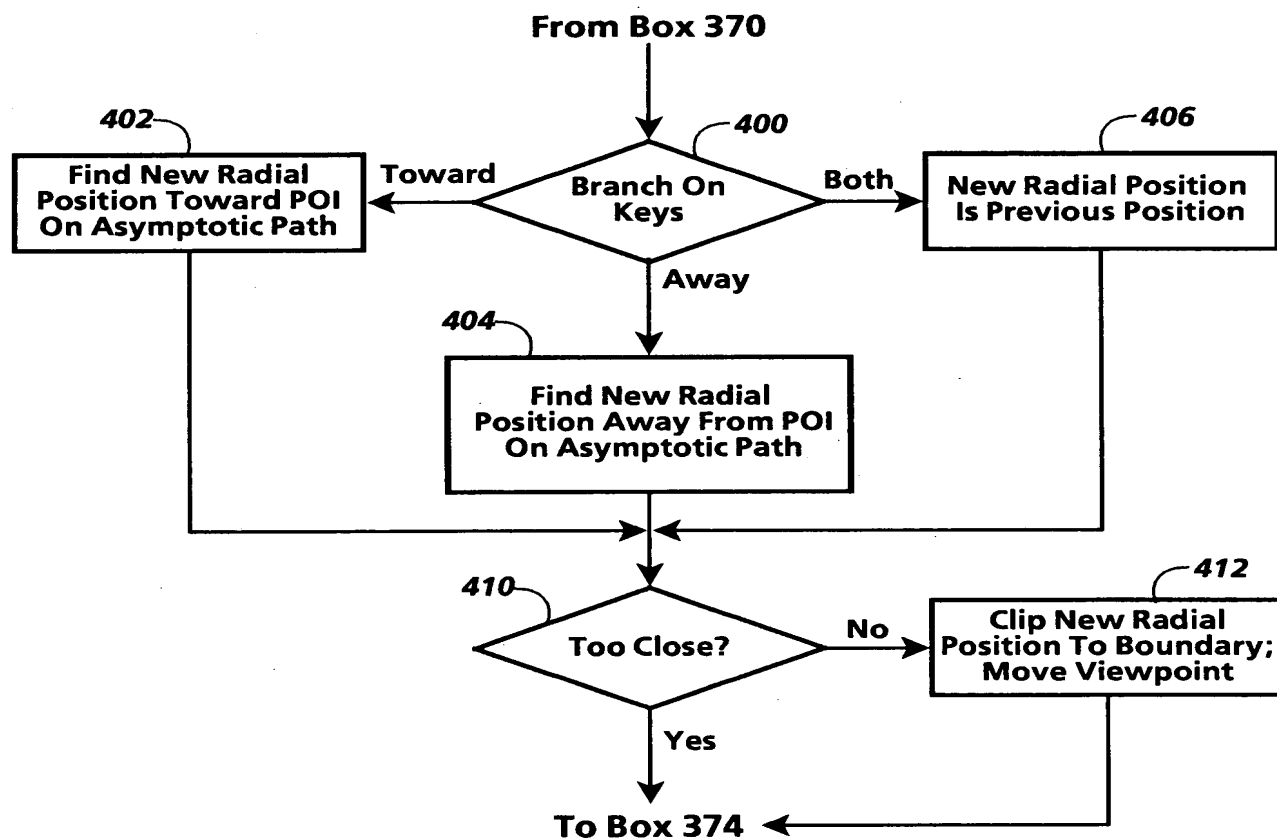 From Box 370
402
400
406
Find New Radial
Position Toward POI
On Asymptotic Path
Toward
Branch On
Keys
Both
New Radial Position
Is Previous Position
Away
404
Find New Radial
Position Away From POI
On Asymptotic Path
410
412
Too Close?
No
Clip New Radial
Position To Boundary;
Move Viewpoint
Yes
To Box 374